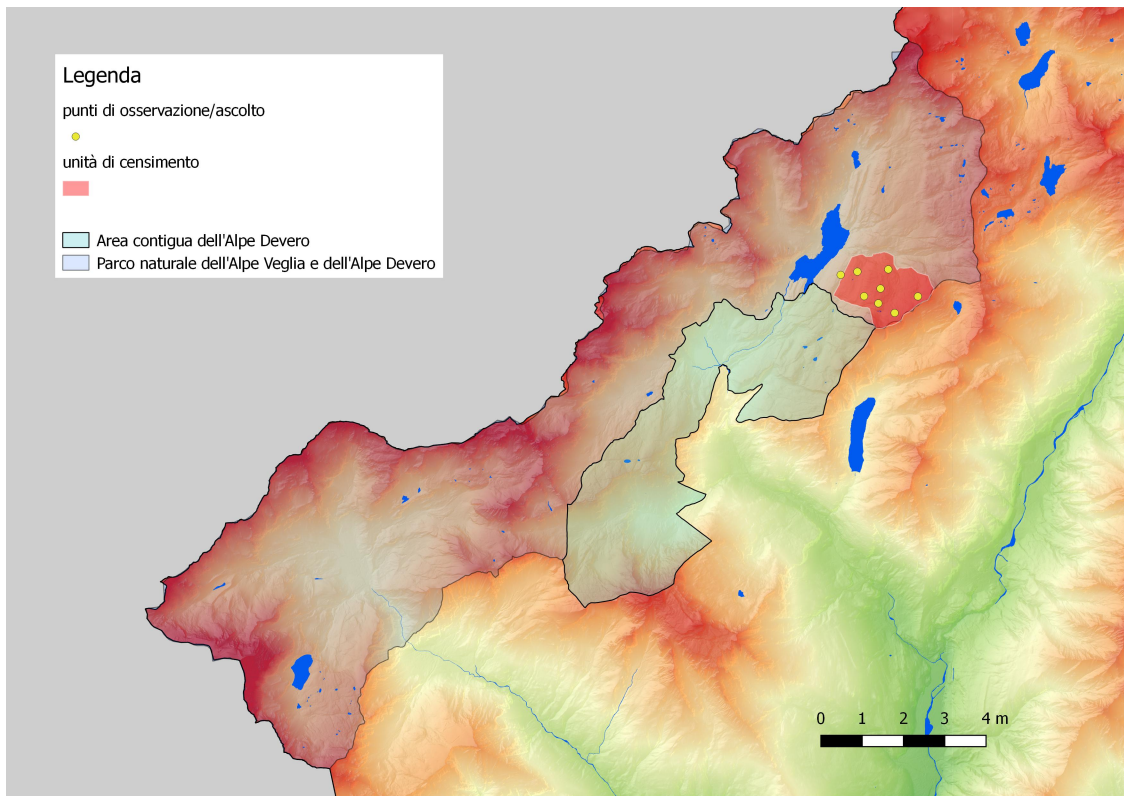 Legenda
punti di osservazione/ascolto
unità di censimento
Area contigua dell'Alpe Devero
Parco naturale dell'Alpe Veglia e dell'Alpe Devero
0 1 2 3 4 m